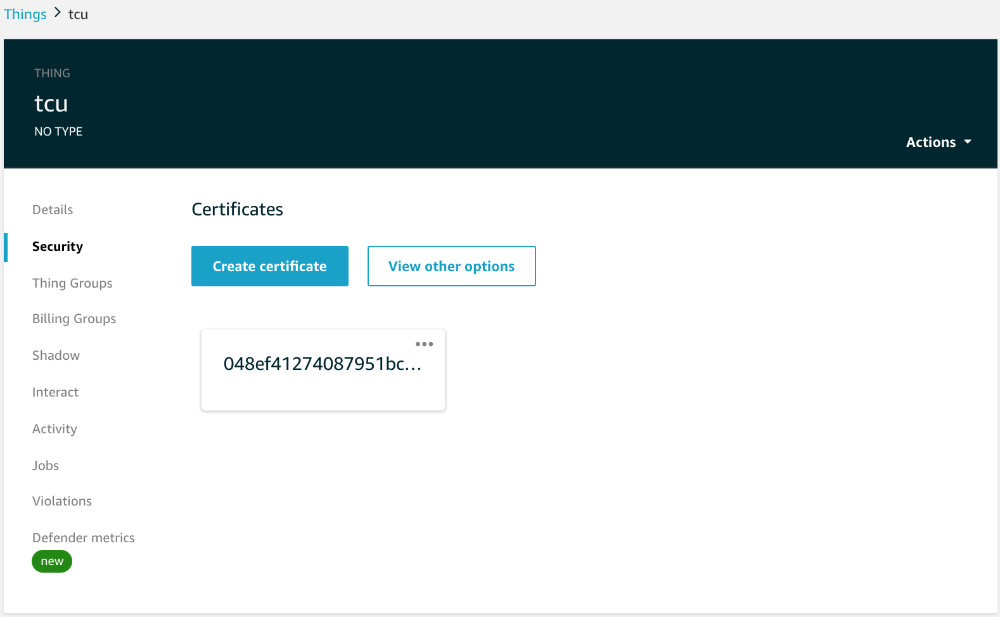 Things > tcu
THING
tcu
NO TYPE
Actions
Details
Security
Thing Groups
Billing Groups
Shadow
Interact
Activity
Jobs
Violations
Defender metrics
new
Certificates
Create certificate
View other options
048ef41274087951bc...